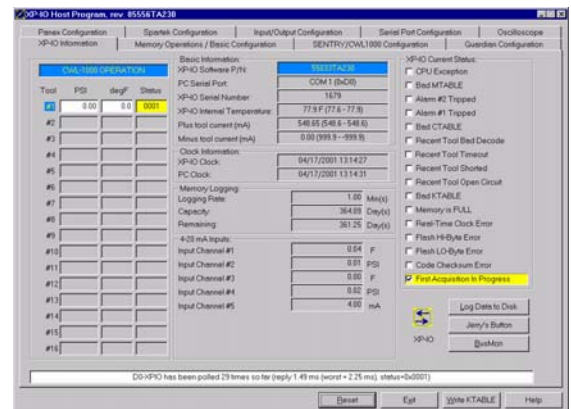 XP-IO Host Program, rev 85556TA230
Panex Configuration
Spartek Configuration
Input/Output Configuration
Serial Port Configuration
Oscilloscope
XP-IO Information
Memory Operations / Basic Configuration
SENTRY/CWL1000 Configuration
Guardian Configuration
CWL-1000 OPERATION
Tool PSI degF Status
#1 0.00 0.0 0001
#2
#3
#4
#5
#6
#7
#8
#9
#10
#11
#12
#13
#14
#15
#16
Basic Information:
XP-IO Software P/N:
PC Serial Port: COM1 (0xD0)
XP-IO Serial Number: 1679
XP-IO Internal Temperature: 77.9 F (77.6 - 77.9)
Plus tool current (mA) 548.65 (548.6 - 548.6)
Minus tool current (mA) 0.00 (999.9 - -999.9)
Clock Information:
XP-IO Clock: 04/17/2001 13:14:27
PC Clock: 04/17/2001 13:14:31
Memory Logging:
Logging Rate: 1.00 Min(s)
Capacity: 364.09 Day(s)
Remaining: 361.25 Day(s)
4-20 mA Inputs:
Input Channel #1 0.04 F
Input Channel #2 0.01 PSI
Input Channel #3 0.00 F
Input Channel #4 0.02 PSI
Input Channel #5 4.00 mA
XP-IO Current Status:
CPU Exception
Bad MTABLE
Alarm #2 Tripped
Alarm #1 Tripped
Bad CTABLE
Recent Tool Bad Decode
Recent Tool Timeout
Recent Tool Shorted
Recent Tool Open Circuit
Bad KTABLE
Memory is FULL
Real-Time Clock Error
Flash HI-Byte Error
Flash LO-Byte Error
Code Checksum Error
First Acquisition In Progress
XP-IO
Log Data to Disk
Jerry's Button
BusMon
D0-XPIO has been polled 29 times so far (reply 1.49 ms (worst = 2.25 ms), status=0x0001)
Reset
Exit
Write KTABLE
Help